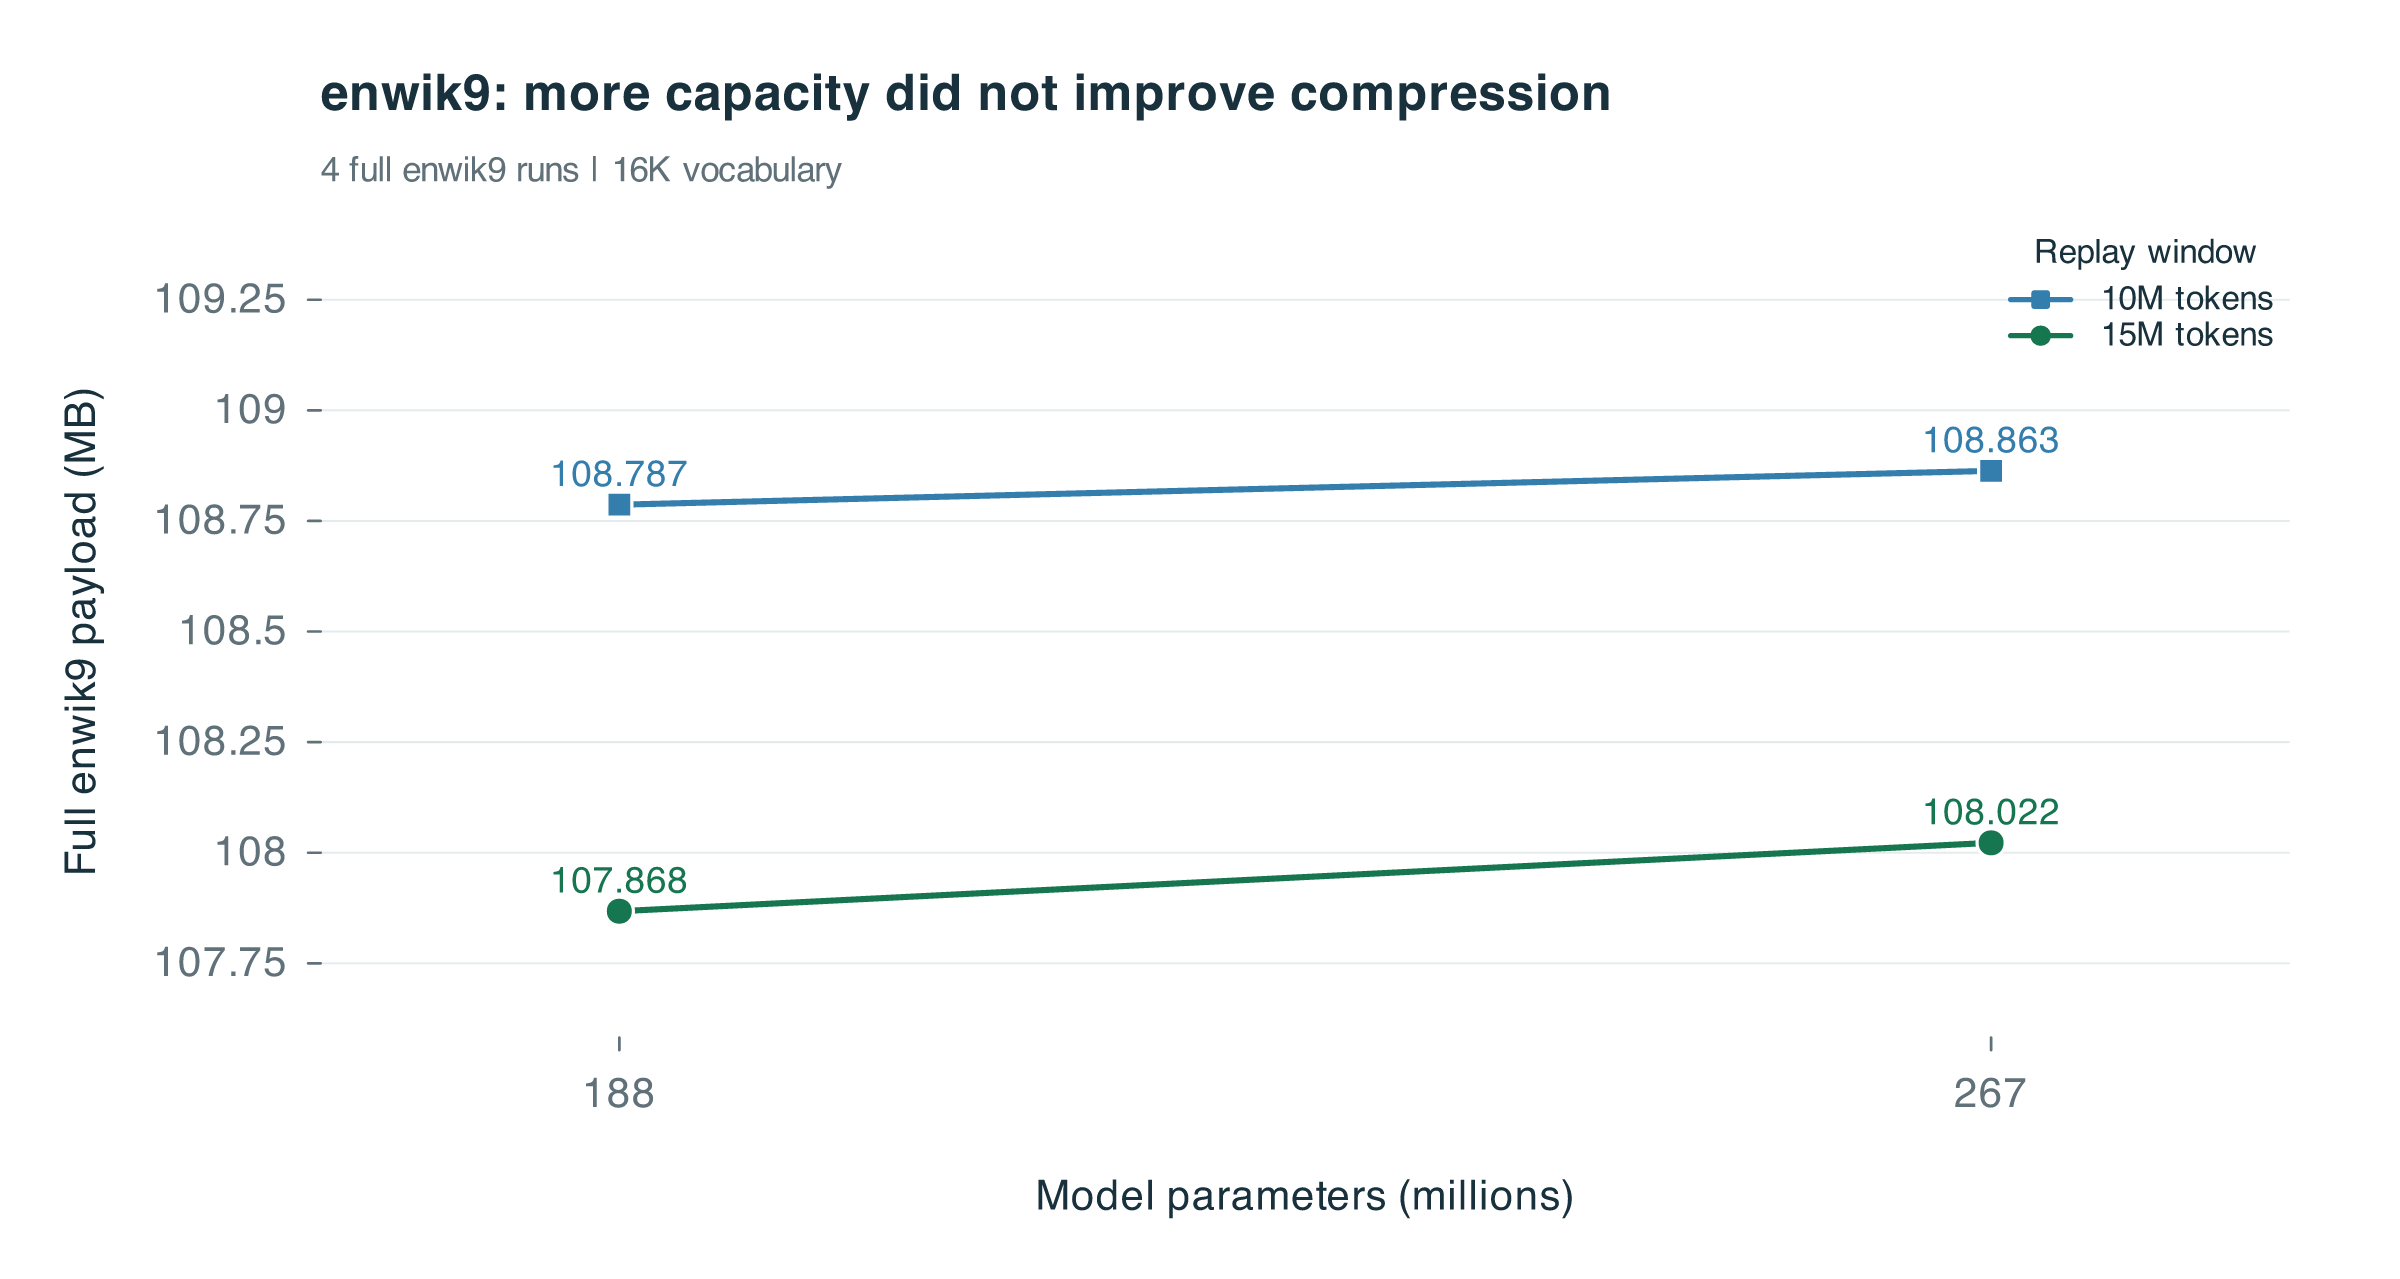 enwik9: more capacity did not improve compression
4 full enwik9 runs | 16K vocabulary
Replay window
10M tokens
15M tokens
Full enwik9 payload (MB)
109.25
109
108.75
108.5
108.25
108
107.75
108.787
108.863
107.868
108.022
188
267
Model parameters (millions)